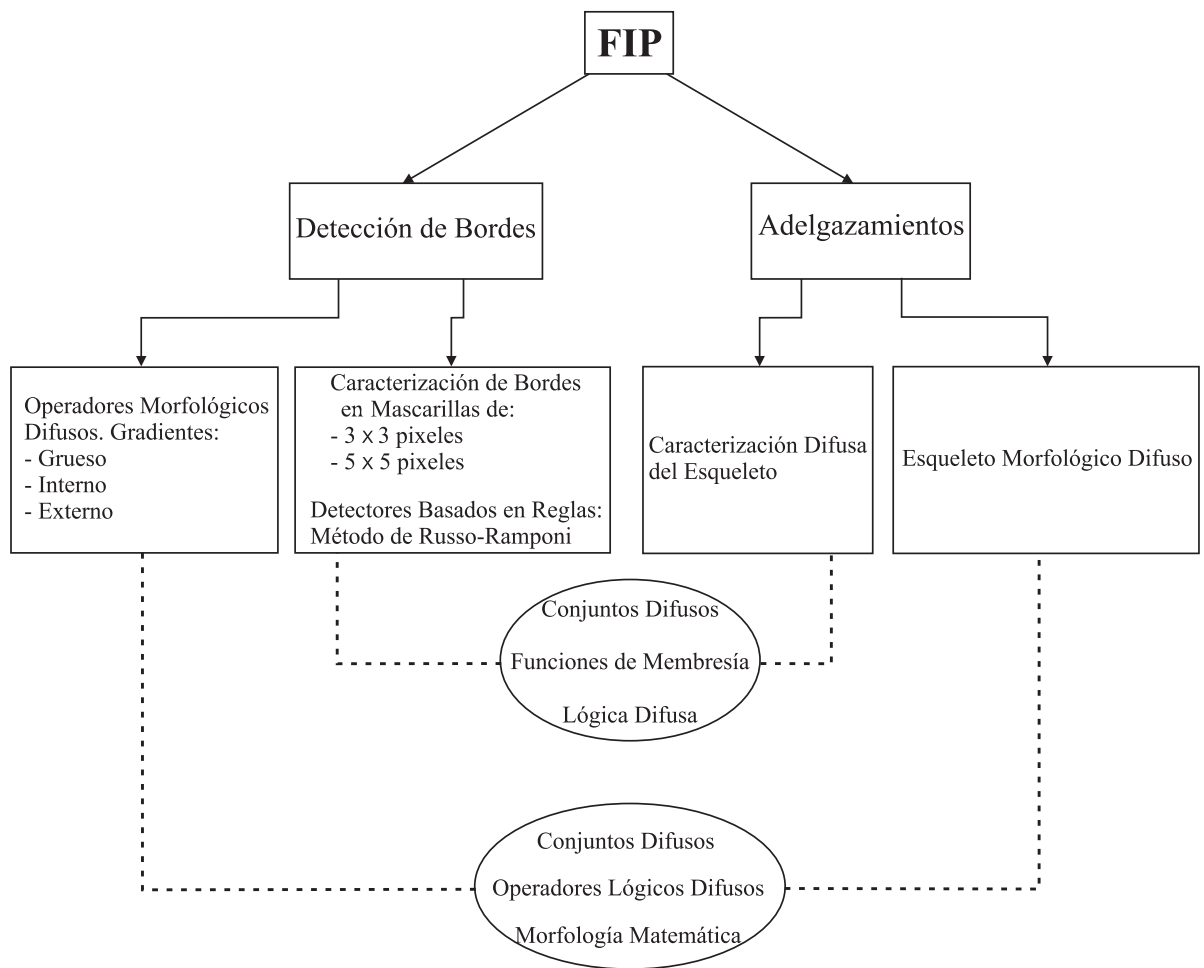 FIP
Detección de Bordes
Adelgazamientos
Operadores Morfológicos
Difusos. Gradientes:
- Grueso
- Interno
- Externo
Caracterización de Bordes
en Mascarillas de:
- 3 × 3 pixeles
- 5 × 5 pixeles
Detectores Basados en Reglas:
Método de Russo-Ramponi
Caracterización Difusa
del Esqueleto
Esqueleto Morfológico Difuso
Conjuntos Difusos
Funciones de Membresía
Lógica Difusa
Conjuntos Difusos
Operadores Lógicos Difusos
Morfología Matemática